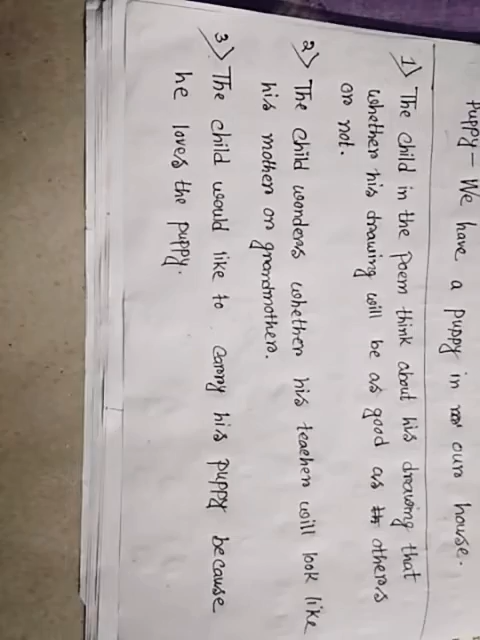 Puppy - We have a puppy in our house.
1) The child in the poem think about his drawing that
whether his drawing will be as good as others
or not.
2) The child wonders whether his teacher will look like
his mother or grandmothers.
3) The child would like to carry his puppy because
he loves the puppy.